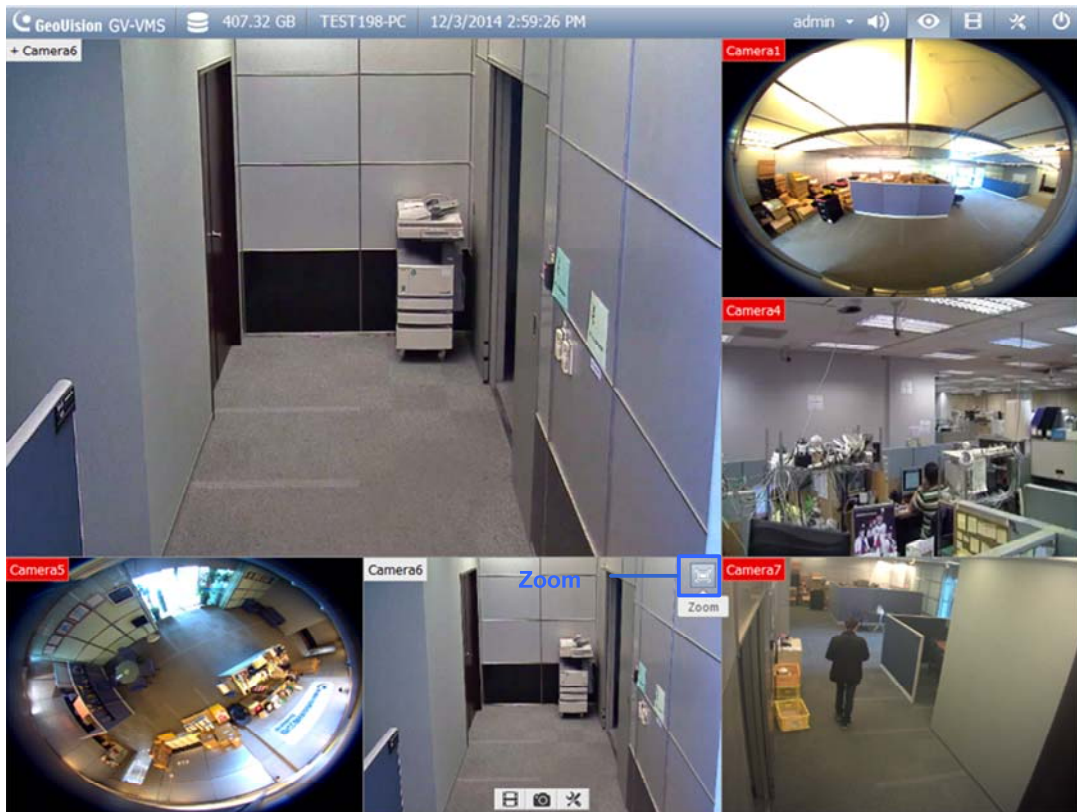 GeoVision GV-VMS 407.32 GB TEST198-PC 12/3/2014 2:59:26 PM admin
+ Camera6
Camera1
Camera4
Camera5
Camera6
Zoom
Zoom
Camera7